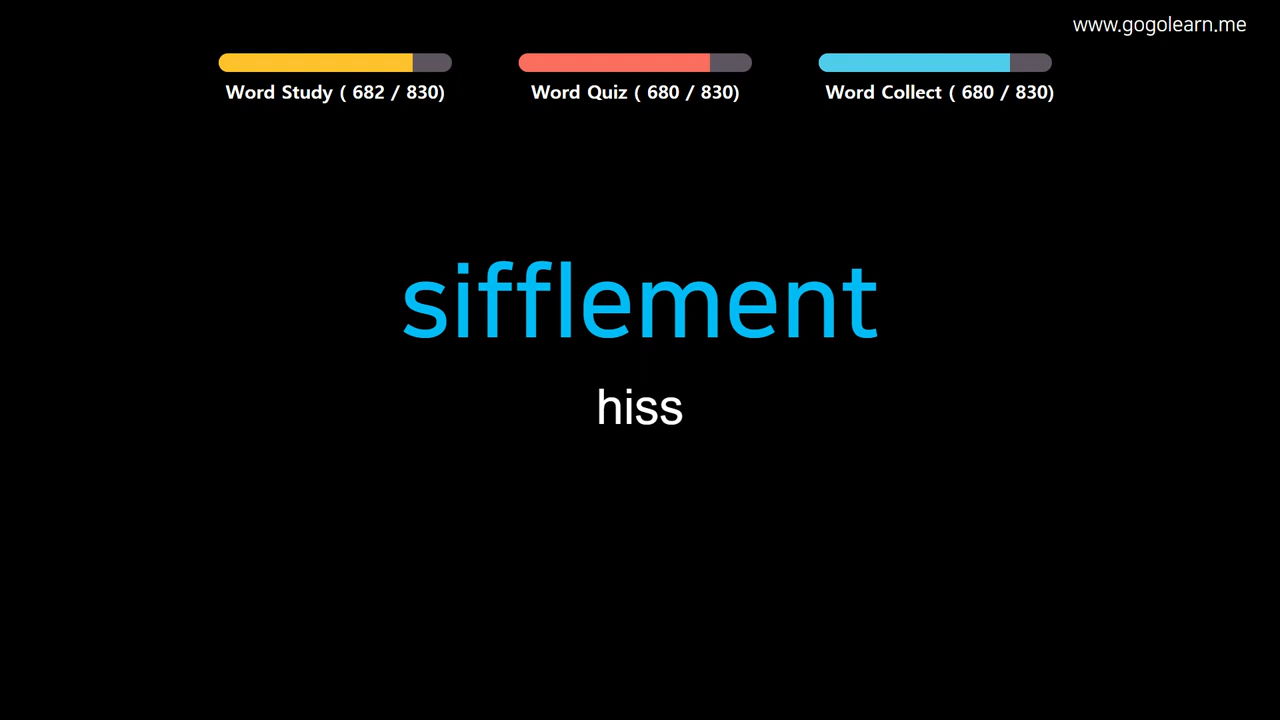 www.gogolearn.me
Word Study ( 682 / 830)
Word Quiz ( 680 / 830)
Word Collect ( 680 / 830)
sifflement
hiss